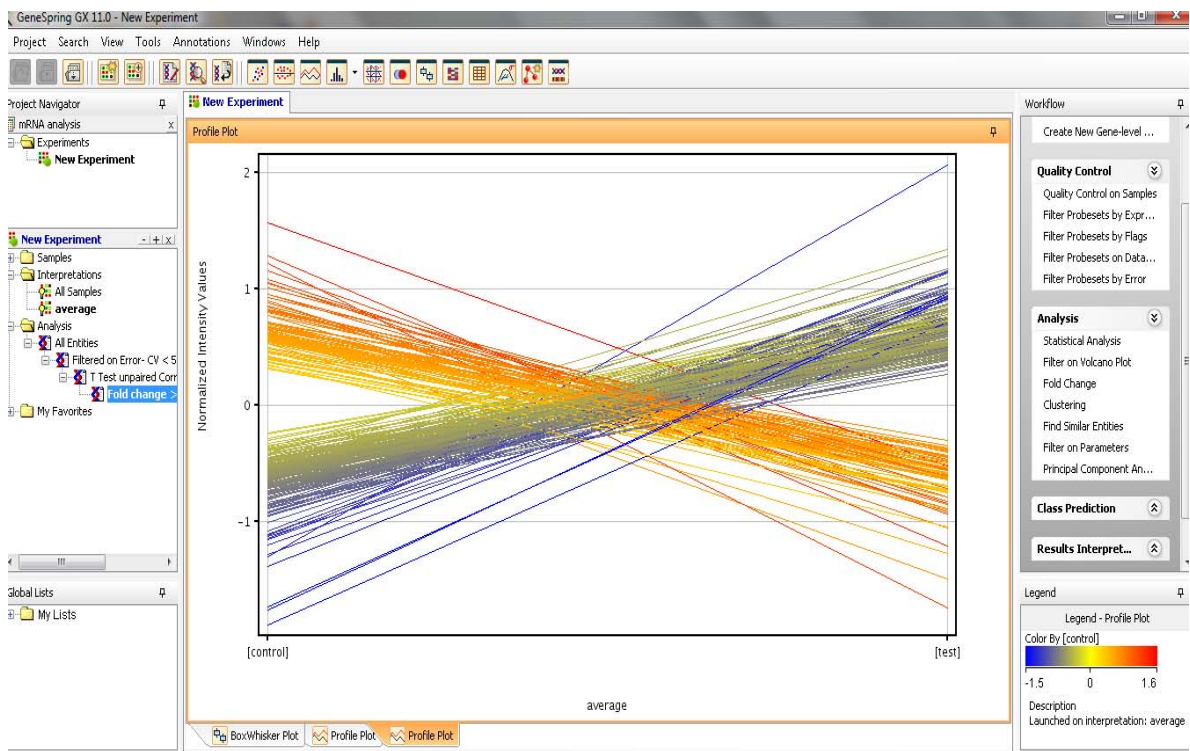 GeneSpring GX 11.0 - New Experiment
Project Search View Tools Annotations Windows Help
Project Navigator
mRNA analysis
Experiments
New Experiment
New Experiment
Samples
Interpretations
All Samples
average
Analysis
All Entities
Filtered on Error- CV < 5
T Test unpaired Corr
Fold change >
My Favorites
Global Lists
My Lists
New Experiment
Profile Plot
Normalized Intensity Values
2
1
0
-1
[control] [test]
average
BoxWhisker Plot Profile Plot Profile Plot
Workflow
Create New Gene-level ...
Quality Control
Quality Control on Samples
Filter Probesets by Expr...
Filter Probesets by Flags
Filter Probesets on Data...
Filter Probesets by Error
Analysis
Statistical Analysis
Filter on Volcano Plot
Fold Change
Clustering
Find Similar Entities
Filter on Parameters
Principal Component An...
Class Prediction
Results Interpret...
Legend
Legend - Profile Plot
Color By [control]
-1.5 0 1.6
Description
Launched on interpretation: average